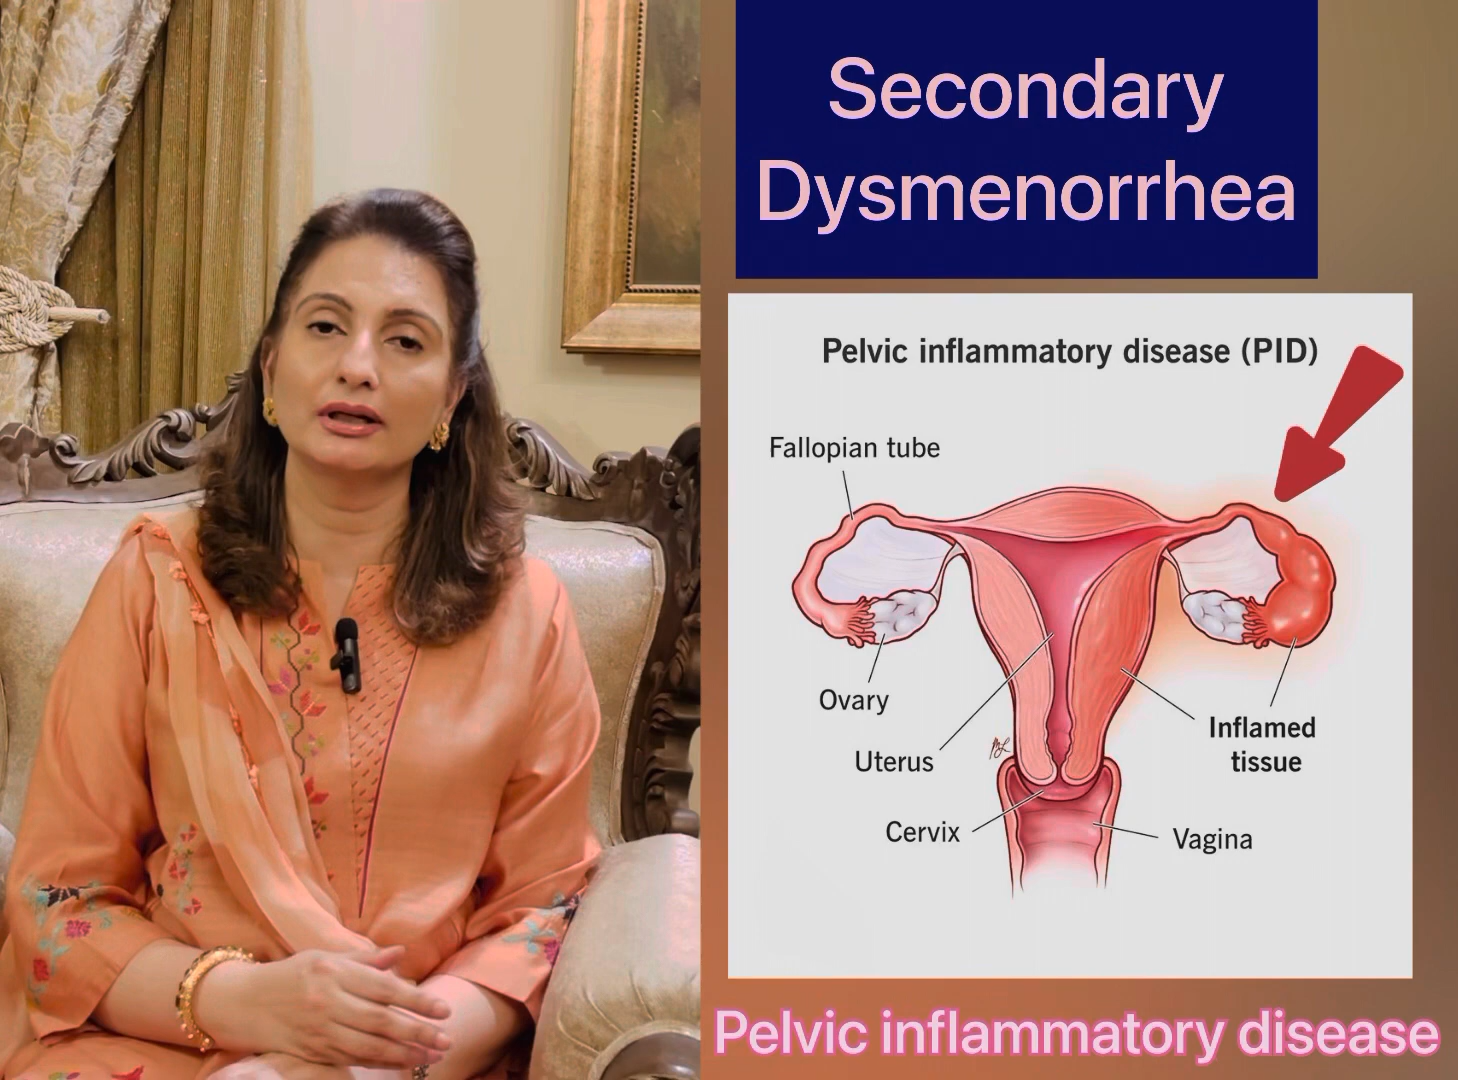 Secondary
Dysmenorrhea
Pelvic inflammatory disease (PID)
Fallopian tube
Ovary
Uterus
Inflamed
tissue
Cervix
Vagina
Pelvic inflammatory disease